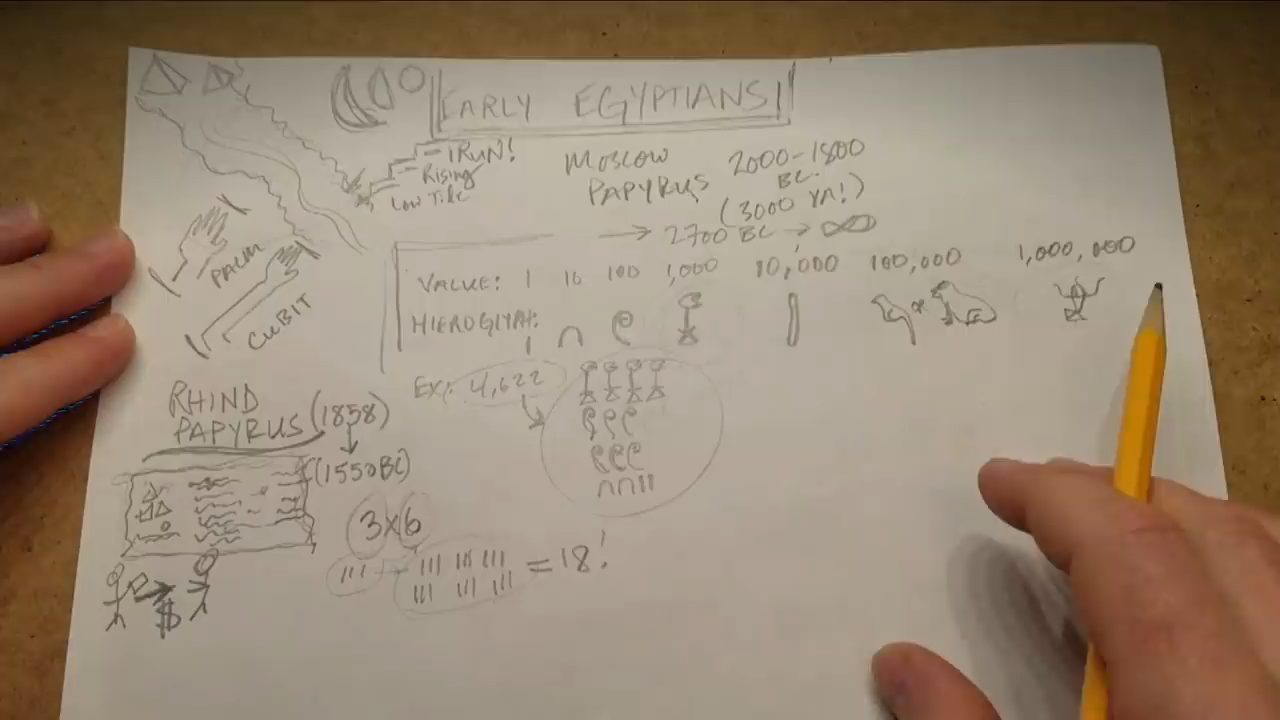 EARLY EGYPTIANS
RUN!
RISING
LOW TIDE
MOSCOW
PAPYRUS
2000-1800
BC.
(3000 YA!)
→ 2700 BC → ∞
PALM
CUBIT
VALUE: 1 10 100 1,000 10,000 100,000 1,000,000
HIEROGLYPH:
EX: 4,622
RHIND
PAPYRUS (1858)
(1550 BC)
3x6
= 18!
$